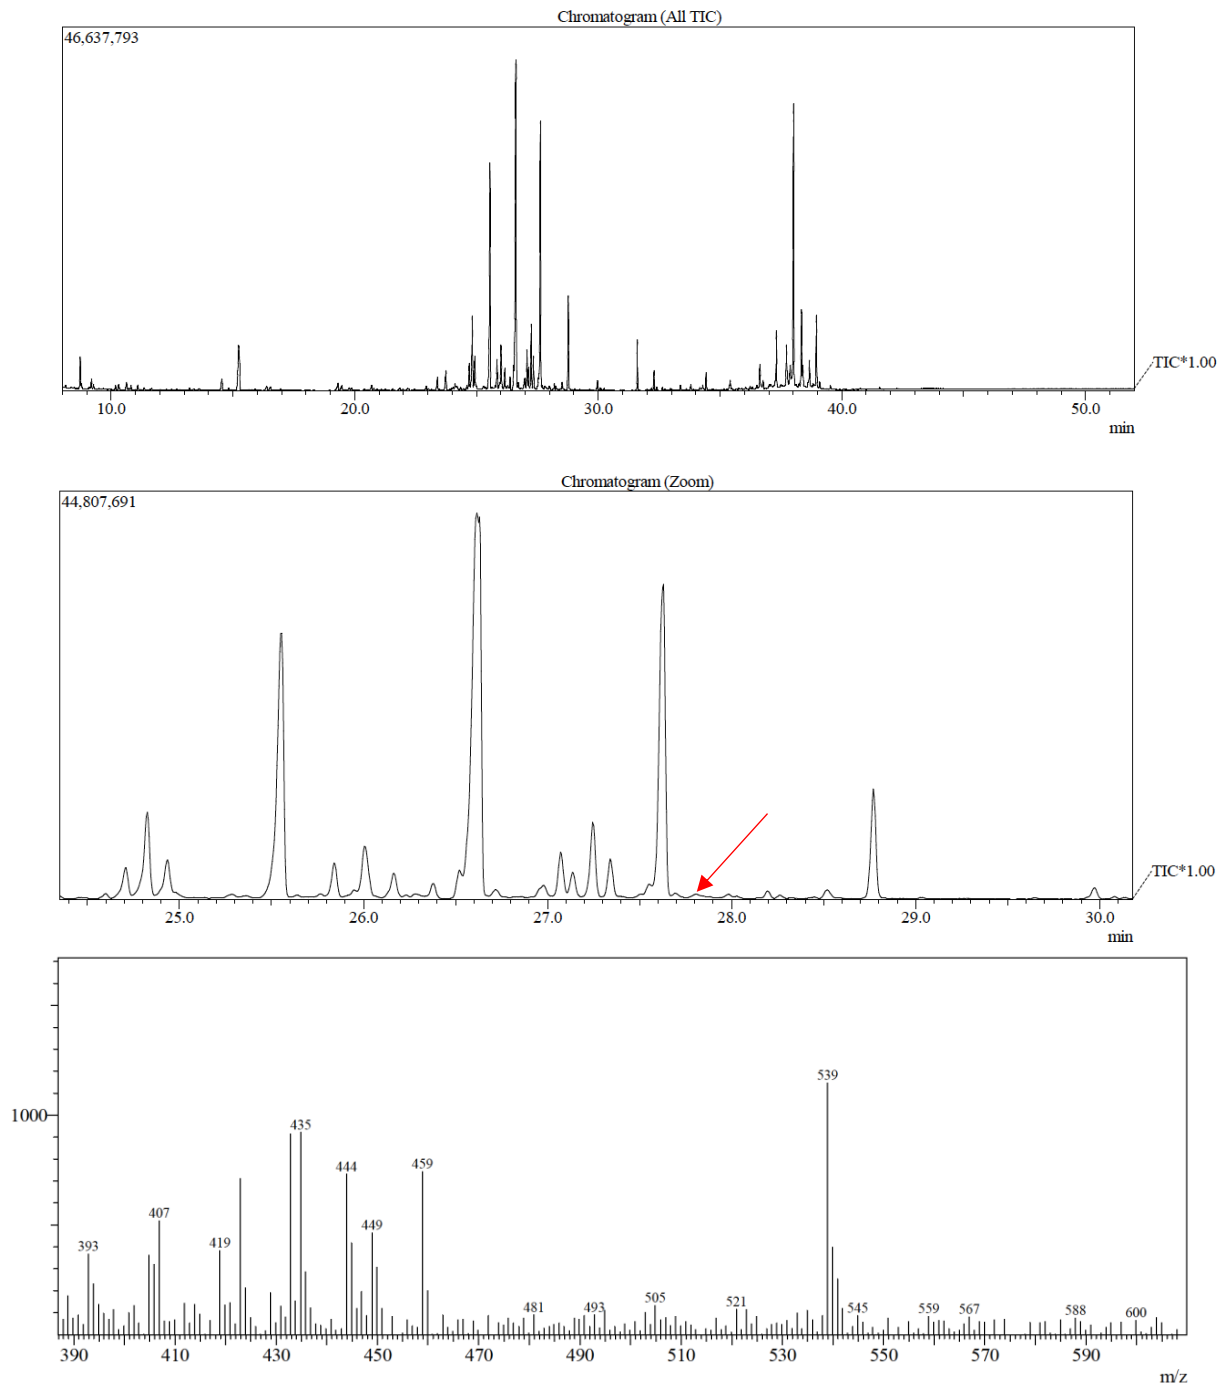 Chromatogram (All TIC)
46,637,793
TIC*1.00
10.0 20.0 30.0 40.0 50.0
min
Chromatogram (Zoom)
44,807,691
TIC*1.00
25.0 26.0 27.0 28.0 29.0 30.0
min
539
1000
435
444 459
407
449
419
393
481 493 505 521 545 559 567 588 600
390 410 430 450 470 490 510 530 550 570 590
m/z